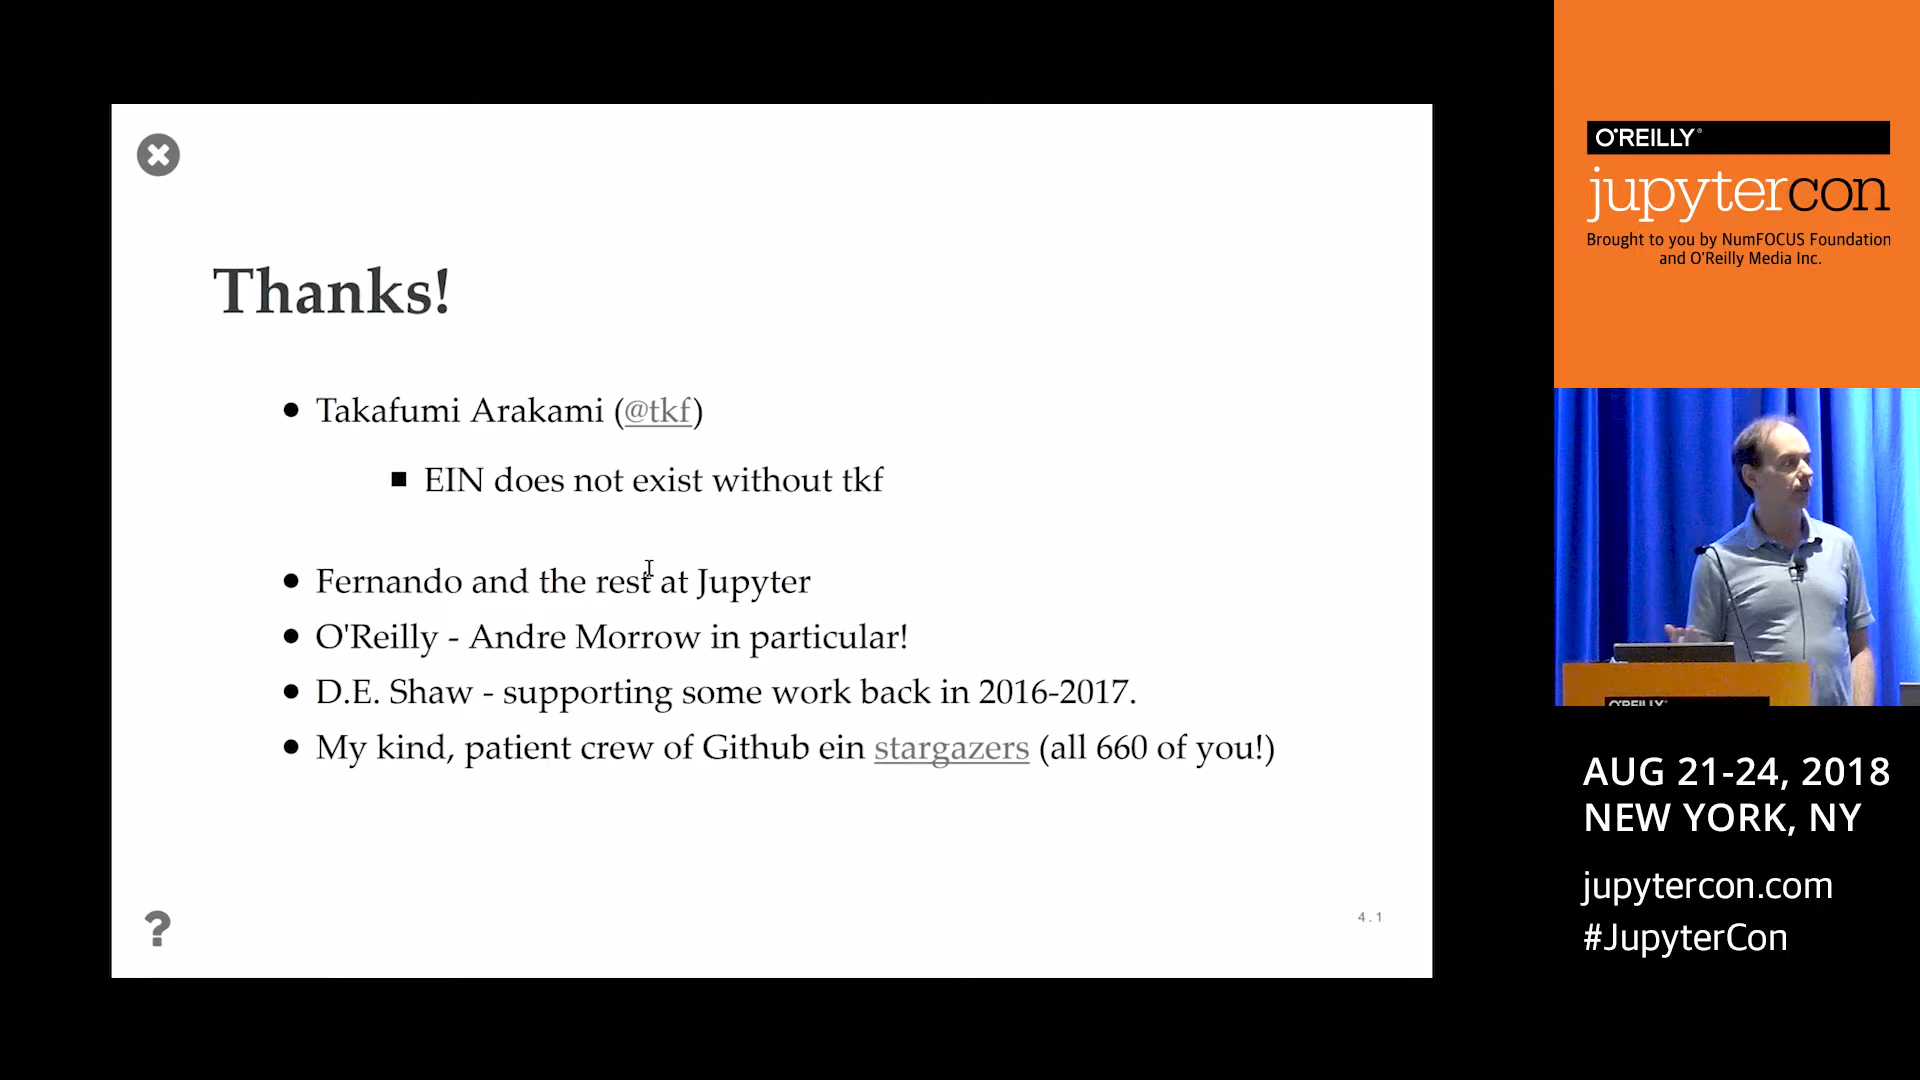 Thanks!
Takafumi Arakami (@tkf)
EIN does not exist without tkf
Fernando and the rest at Jupyter
O'Reilly - Andre Morrow in particular!
D.E. Shaw - supporting some work back in 2016-2017.
My kind, patient crew of Github ein stargazers (all 660 of you!)
?
4.1
O'REILLY®
jupytercon
Brought to you by NumFOCUS Foundation
and O'Reilly Media Inc.
O'REILLY
AUG 21-24, 2018
NEW YORK, NY
jupytercon.com
#JupyterCon